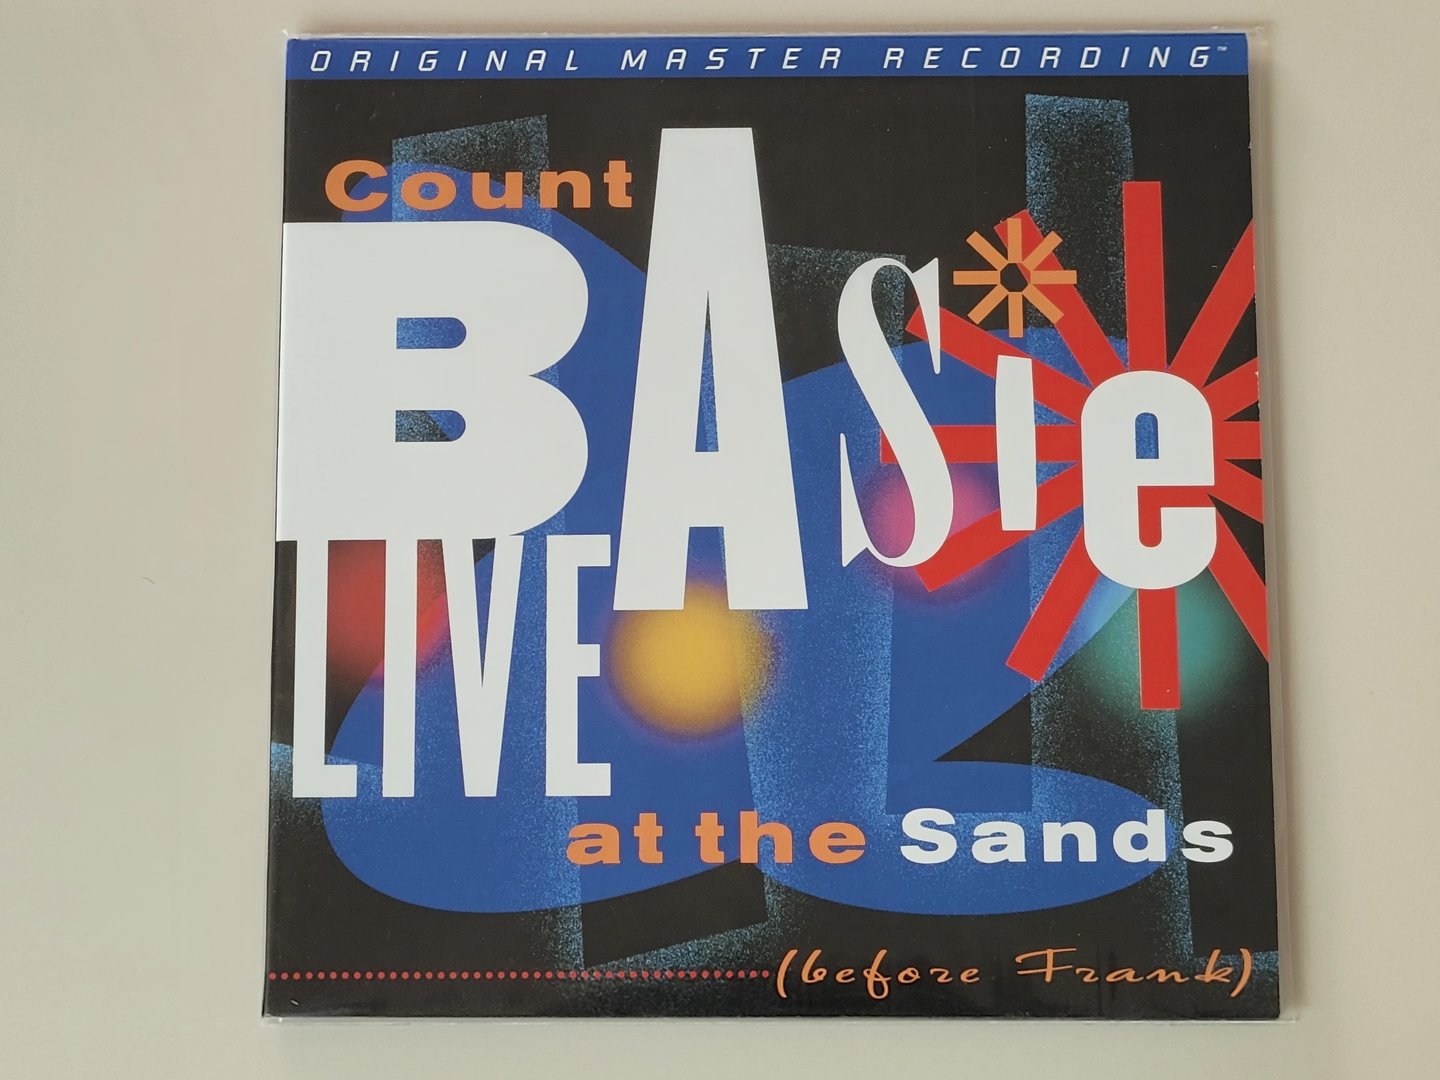 ORIGINAL MASTER RECORDING™
Count
BASie
LIVE
at the Sands
(before Frank)